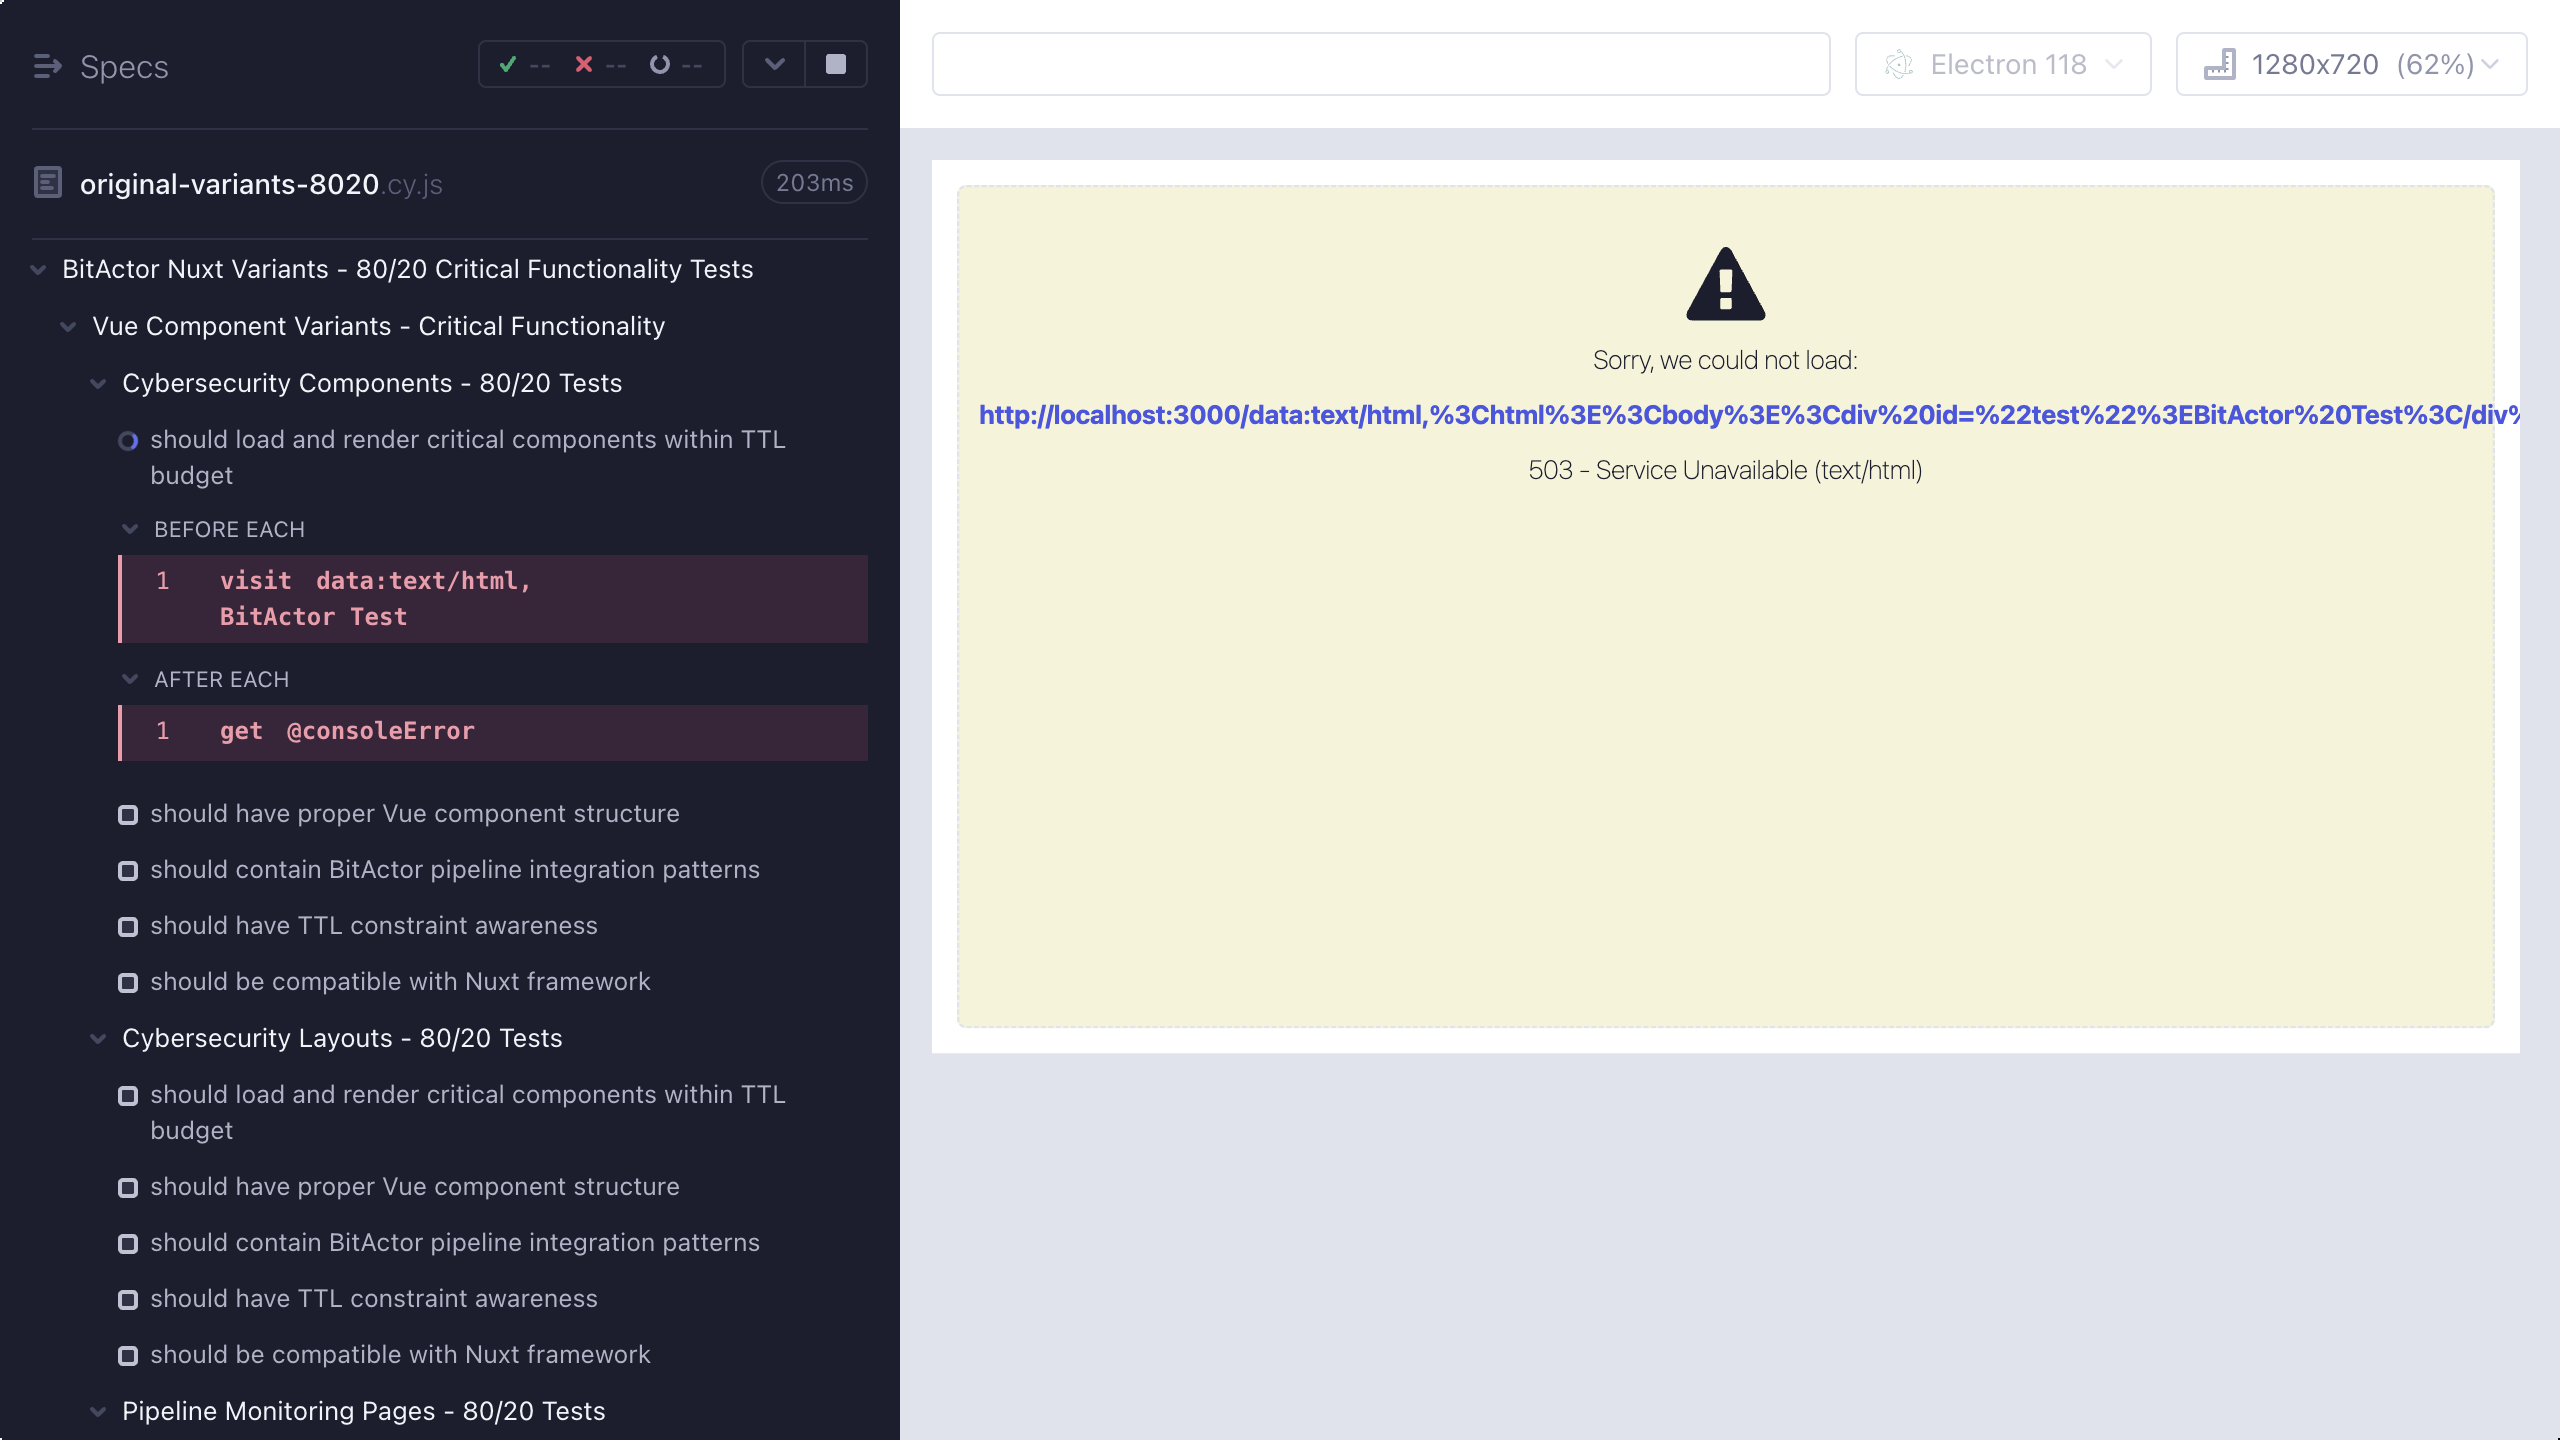 Specs
-- -- --
original-variants-8020.cy.js
203ms
BitActor Nuxt Variants - 80/20 Critical Functionality Tests
Vue Component Variants - Critical Functionality
Cybersecurity Components - 80/20 Tests
should load and render critical components within TTL
budget
BEFORE EACH
1 visit data:text/html,
BitActor Test
AFTER EACH
1 get @consoleError
should have proper Vue component structure
should contain BitActor pipeline integration patterns
should have TTL constraint awareness
should be compatible with Nuxt framework
Cybersecurity Layouts - 80/20 Tests
should load and render critical components within TTL
budget
should have proper Vue component structure
should contain BitActor pipeline integration patterns
should have TTL constraint awareness
should be compatible with Nuxt framework
Pipeline Monitoring Pages - 80/20 Tests
Electron 118
1280x720 (62%)
Sorry, we could not load:
http://localhost:3000/data:text/html,%3Chtml%3E%3Cbody%3E%3Cdiv%20id=%22test%22%3EBitActor%20Test%3C/div%
503 - Service Unavailable (text/html)